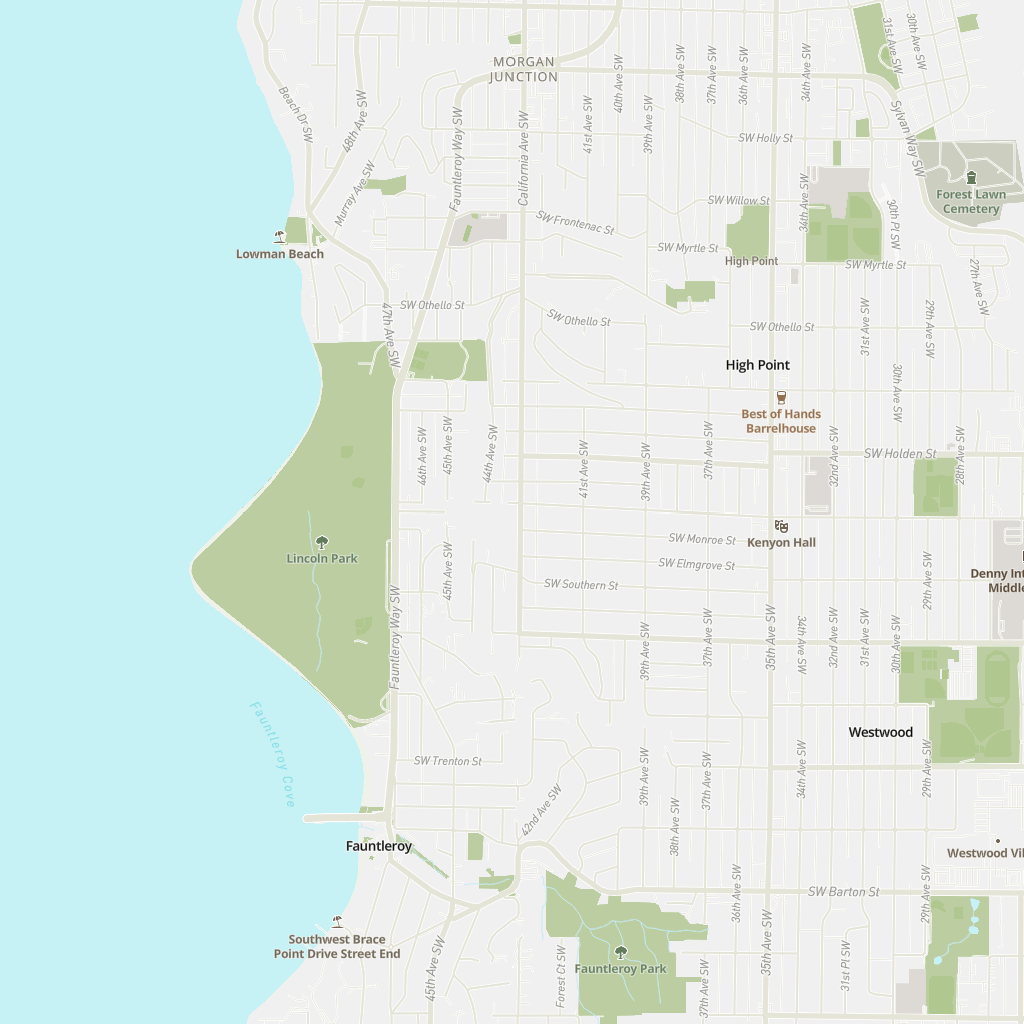 31st Ave SW
30th Ave SW
38th Ave SW
37th Ave SW
36th Ave SW
34th Ave SW
40th Ave SW
MORGAN
JUNCTION
Beach Dr SW
48th Ave SW
Fauntleroy Way SW
California Ave SW
41st Ave SW
39th Ave SW
SW Holly St
Sylvan Way SW
Murray Ave SW
SW Willow St
34th Ave SW
30th Pl SW
Forest Lawn
Cemetery
SW Frontenac St
SW Myrtle St
High Point
SW Myrtle St
27th Ave SW
Lowman Beach
SW Othello St
47th Ave SW
SW Othello St
SW Othello St
31st Ave SW
29th Ave SW
High Point
30th Ave SW
Best of Hands
Barrelhouse
46th Ave SW
45th Ave SW
44th Ave SW
41st Ave SW
39th Ave SW
37th Ave SW
32nd Ave SW
SW Holden St
28th Ave SW
Lincoln Park
SW Monroe St
Kenyon Hall
SW Elmgrove St
SW Southern St
45th Ave SW
29th Ave SW
Denny Int
Middle
Fauntleroy Way SW
39th Ave SW
37th Ave SW
35th Ave SW
34th Ave SW
32nd Ave SW
31st Ave SW
30th Ave SW
Fauntleroy Cove
Westwood
SW Trenton St
39th Ave SW
37th Ave SW
34th Ave SW
29th Ave SW
42nd Ave SW
38th Ave SW
Fauntleroy
Westwood Vil
36th Ave SW
SW Barton St
29th Ave SW
Southwest Brace
Point Drive Street End
45th Ave SW
Forest Ct SW
Fauntleroy Park
37th Ave SW
35th Ave SW
31st Pl SW